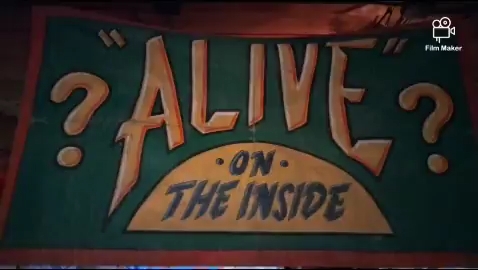 "ALIVE"
? ?
· ON ·
THE INSIDE
Film Maker